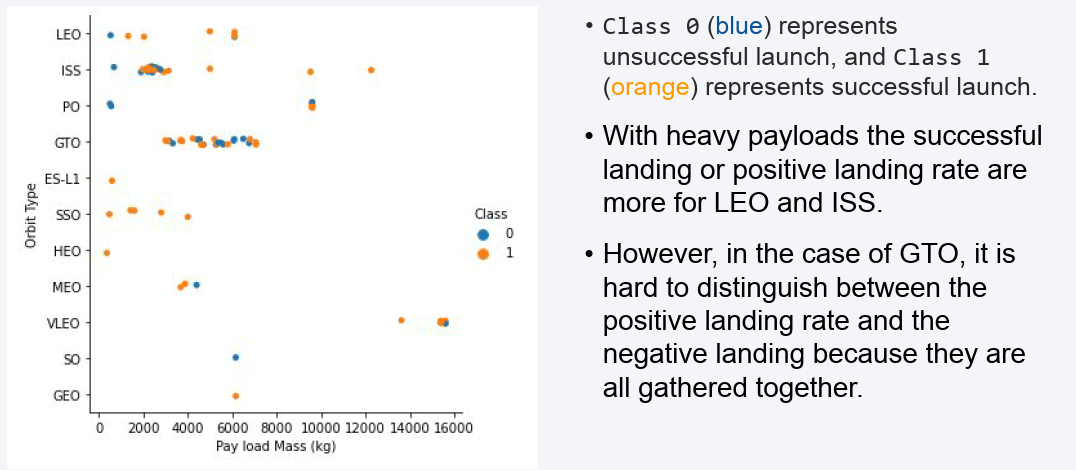 LEO
ISS
PO
GTO
ES-L1
SSO
HEO
MEO
VLEO
SO
GEO
Orbit Type
0 2000 4000 6000 8000 10000 12000 14000 16000
Pay load Mass (kg)
Class
0
1
• Class 0 (blue) represents
unsuccessful launch, and Class 1
(orange) represents successful launch.
• With heavy payloads the successful
landing or positive landing rate are
more for LEO and ISS.
• However, in the case of GTO, it is
hard to distinguish between the
positive landing rate and the
negative landing because they are
all gathered together.